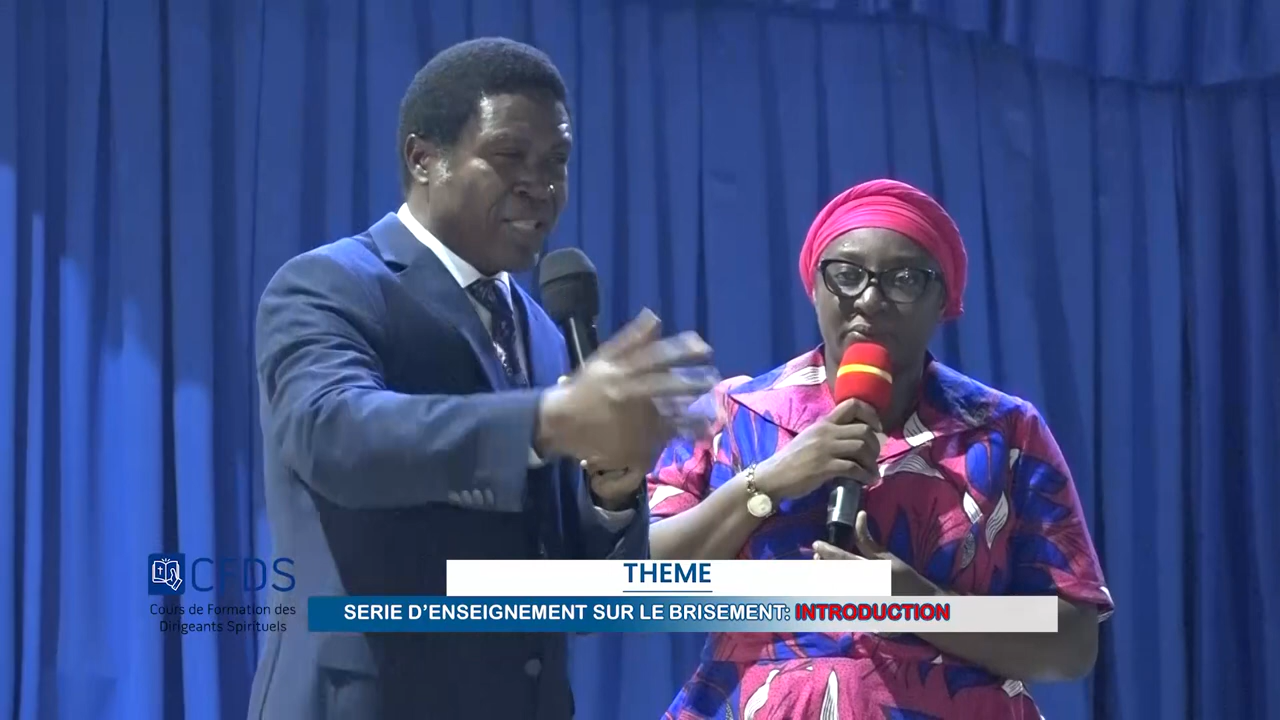 CFDS
Cours de Formation des
Dirigeants Spirituels
THEME
SERIE D'ENSEIGNEMENT SUR LE BRISEMENT: INTRODUCTION